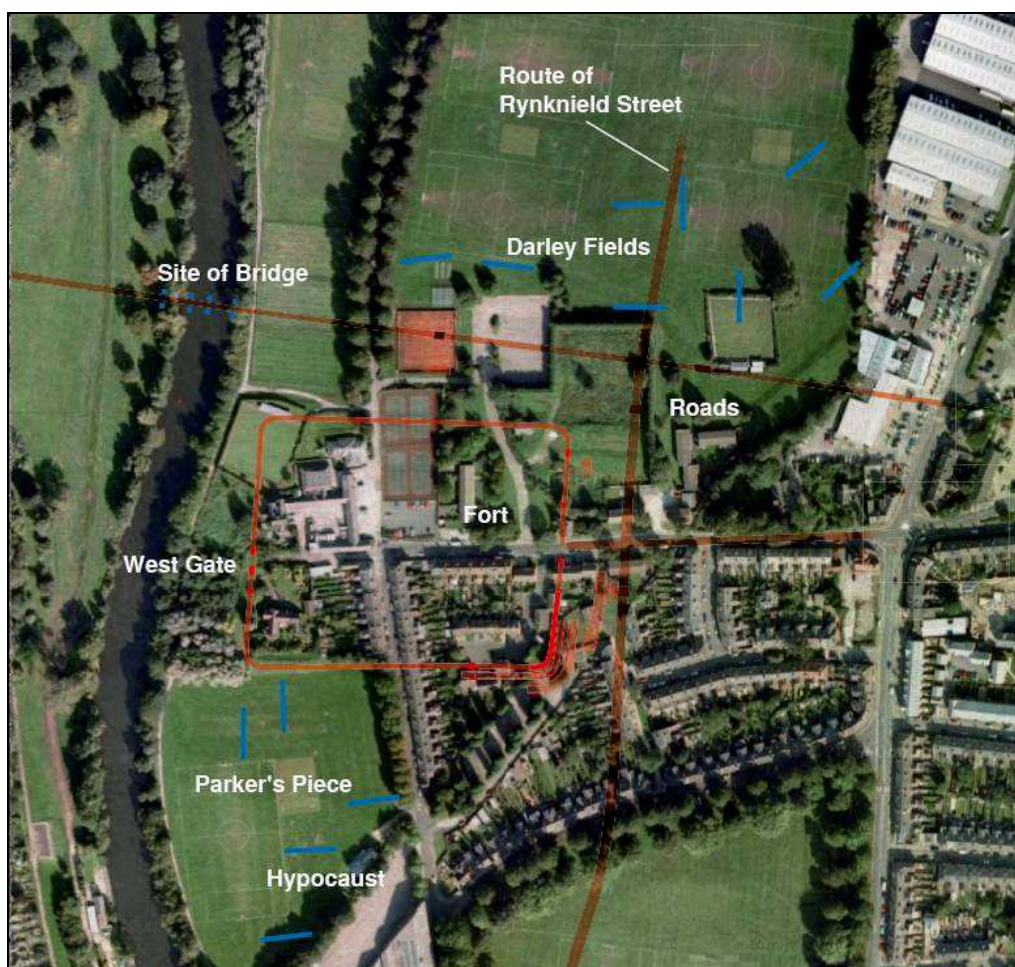 Route of
Rynknield Street
Darley Fields
Site of Bridge
Roads
Fort
West Gate
Parker's Piece
Hypocaust